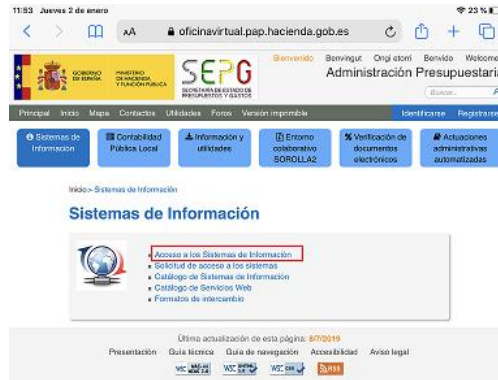 11:53 Jueves 2 de enero
23 %
AA
oficinavirtual.pap.hacienda.gob.es
GOBIERNO DE ESPAÑA
MINISTERIO DE HACIENDA Y FUNCIÓN PÚBLICA
SEPG
SECRETARÍA DE ESTADO DE PRESUPUESTOS Y GASTOS
Bienvenido Benvingut Ongi etorri Benvido Welcome
Administración Presupuestaria
Buscar...
Principal Inicio Mapa Contactos Utilidades Foros Versión imprimible Identificarse Registrarse
Sistemas de Información
Contabilidad Pública Local
Información y utilidades
Entorno colaborativo SOROLLA2
Verificación de documentos electrónicos
Actuaciones administrativas automatizadas
Inicio> Sistemas de Información
Sistemas de Información
Acceso a los Sistemas de Información
Solicitud de acceso a los sistemas
Catálogo de Sistemas de Información
Catálogo de Servicios Web
Formatos de intercambio
Última actualización de esta página: 8/7/2019
Presentación Guía técnica Guía de navegación Accesibilidad Aviso legal
RSS